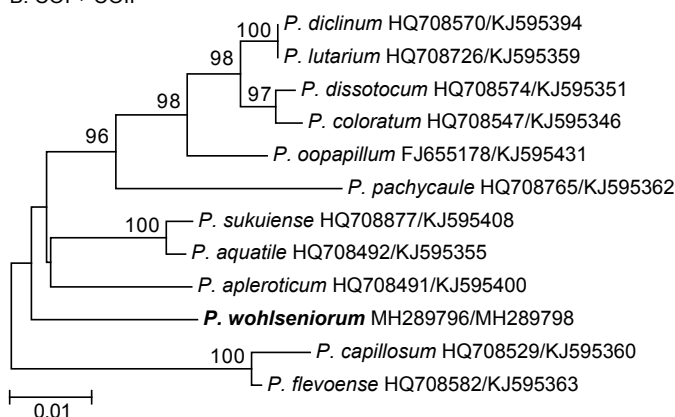 100 P. diclinum HQ708570/KJ595394
P. lutarium HQ708726/KJ595359
98
97 P. dissotocum HQ708574/KJ595351
98
P. coloratum HQ708547/KJ595346
96
P. oopapillum FJ655178/KJ595431
P. pachycaule HQ708765/KJ595362
100 P. sukuiense HQ708877/KJ595408
P. aquatile HQ708492/KJ595355
P. apleroticum HQ708491/KJ595400
P. wohlseniorum MH289796/MH289798
100 P. capillosum HQ708529/KJ595360
P. flevoense HQ708582/KJ595363
0.01